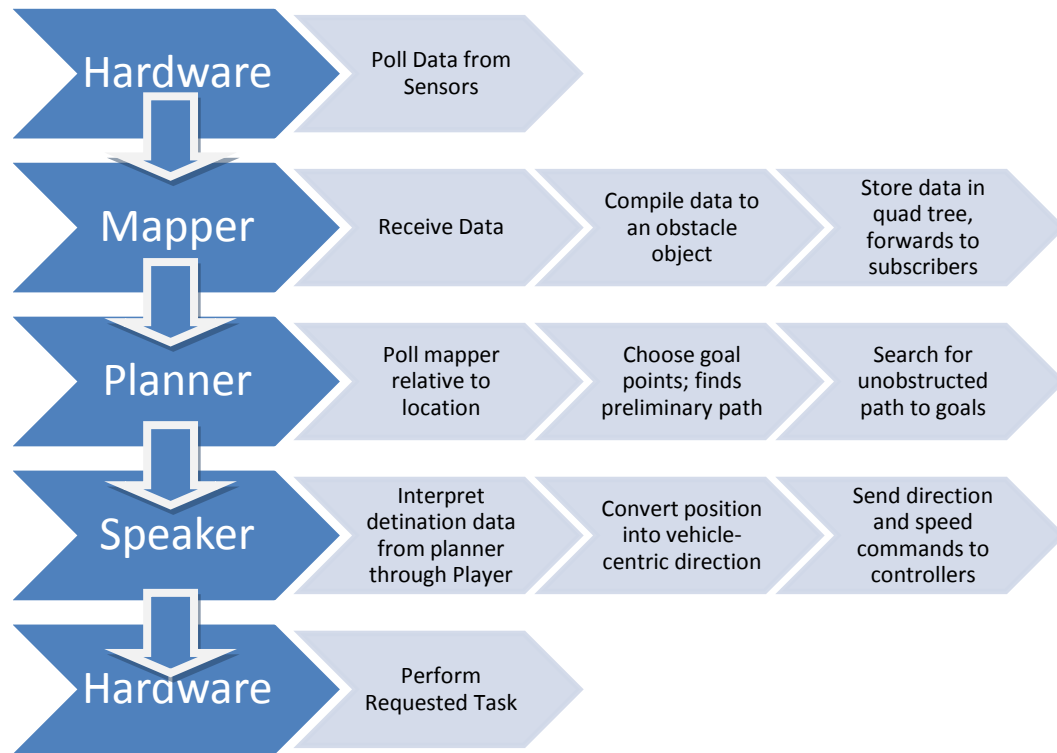 Hardware
Poll Data from
Sensors
Mapper
Receive Data
Compile data to
an obstacle
object
Store data in
quad tree,
forwards to
subscribers
Planner
Poll mapper
relative to
location
Choose goal
points; finds
preliminary path
Search for
unobstructed
path to goals
Speaker
Interpret
detination data
from planner
through Player
Convert position
into vehicle-
centric direction
Send direction
and speed
commands to
controllers
Hardware
Perform
Requested Task